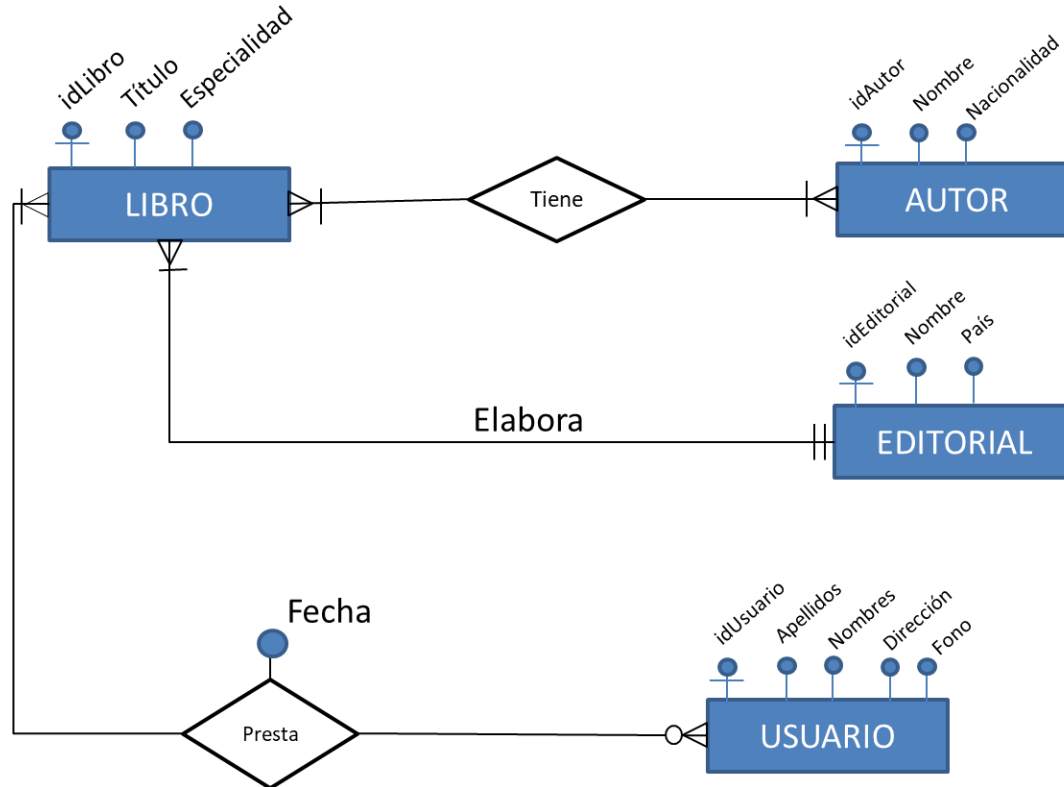 idLibro
Título
Especialidad
LIBRO
Tiene
idAutor
Nombre
Nacionalidad
AUTOR
idEditorial
Nombre
País
Elabora
EDITORIAL
Fecha
Presta
idUsuario
Apellidos
Nombres
Dirección
Fono
USUARIO